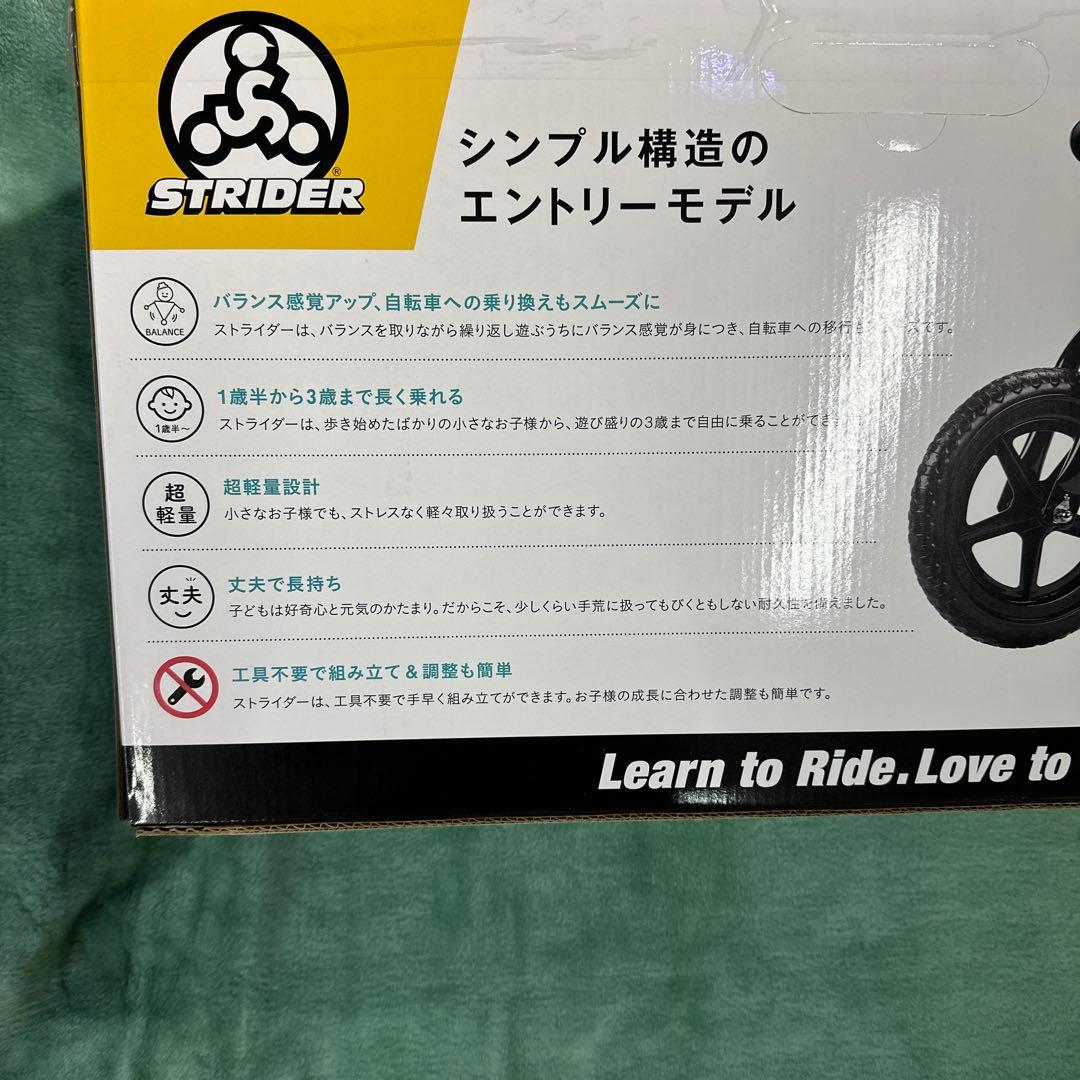 STRIDER®
シンプル構造の
エントリーモデル
BALANCE
バランス感覚アップ、自転車への乗り換えもスムーズに
ストライダーは、バランスを取りながら繰り返し遊ぶうちにバランス感覚が身につき、自転車への移行もスムーズです。
1歳半~
1歳半から3歳まで長く乗れる
ストライダーは、歩き始めたばかりの小さなお子様から、遊び盛りの3歳まで自由に乗ることができ
超
軽量
超軽量設計
小さなお子様でも、ストレスなく軽々取り扱うことができます。
丈夫
丈夫で長持ち
子どもは好奇心と元気のかたまり。だからこそ、少しくらい手荒に扱ってもびくともしない耐久性を備えました。
工具不要で組み立て&調整も簡単
ストライダーは、工具不要で手早く組み立てができます。お子様の成長に合わせた調整も簡単です。
Learn to Ride. Love to